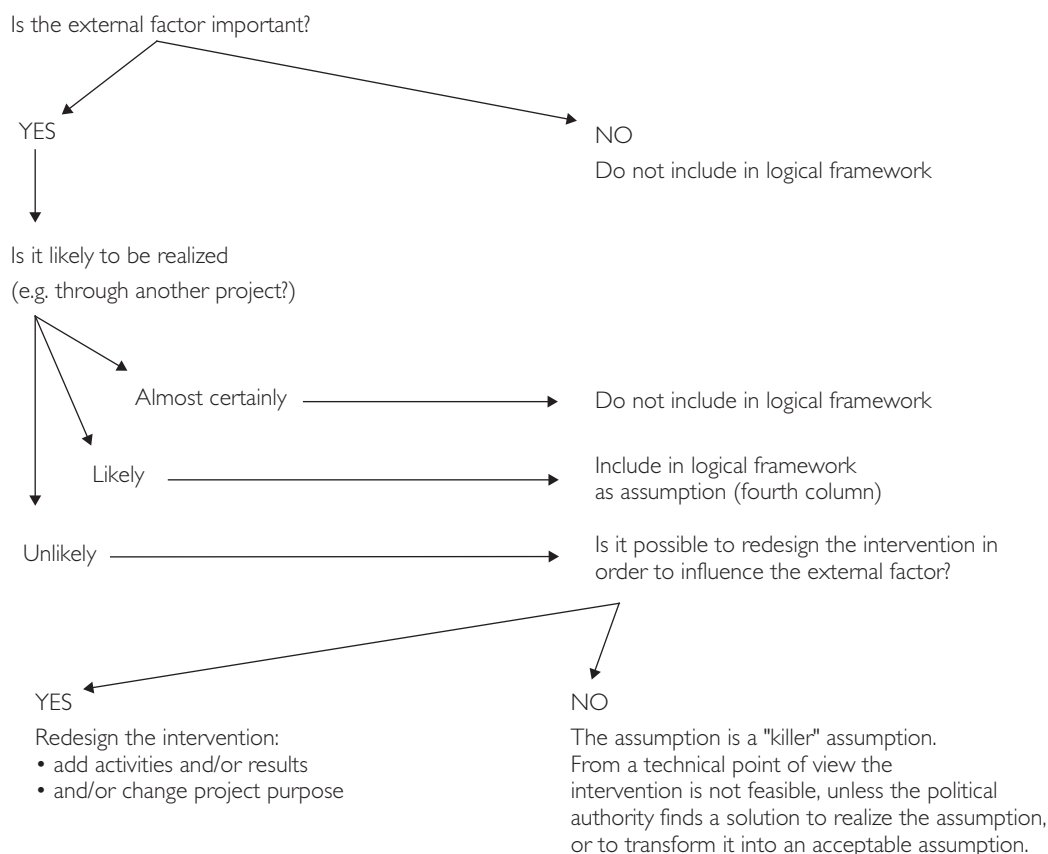 Is the external factor important?
YES
NO
Do not include in logical framework
Is it likely to be realized
(e.g. through another project?)
Almost certainly
Do not include in logical framework
Likely
Include in logical framework
as assumption (fourth column)
Unlikely
Is it possible to redesign the intervention in
order to influence the external factor?
YES
Redesign the intervention:
• add activities and/or results
• and/or change project purpose
NO
The assumption is a "killer" assumption.
From a technical point of view the
intervention is not feasible, unless the political
authority finds a solution to realize the assumption,
or to transform it into an acceptable assumption.